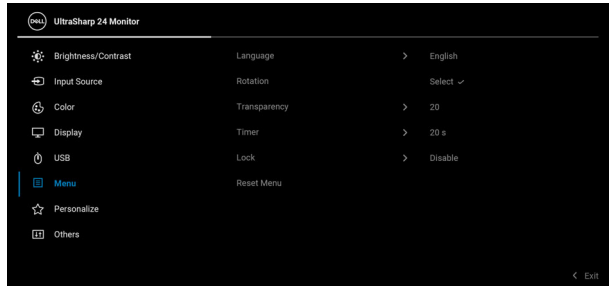 DELL UltraSharp 24 Monitor
Brightness/Contrast Language > English
Input Source Rotation Select ✓
Color Transparency > 20
Display Timer > 20 s
USB Lock > Disable
Menu Reset Menu
Personalize
Others
< Exit